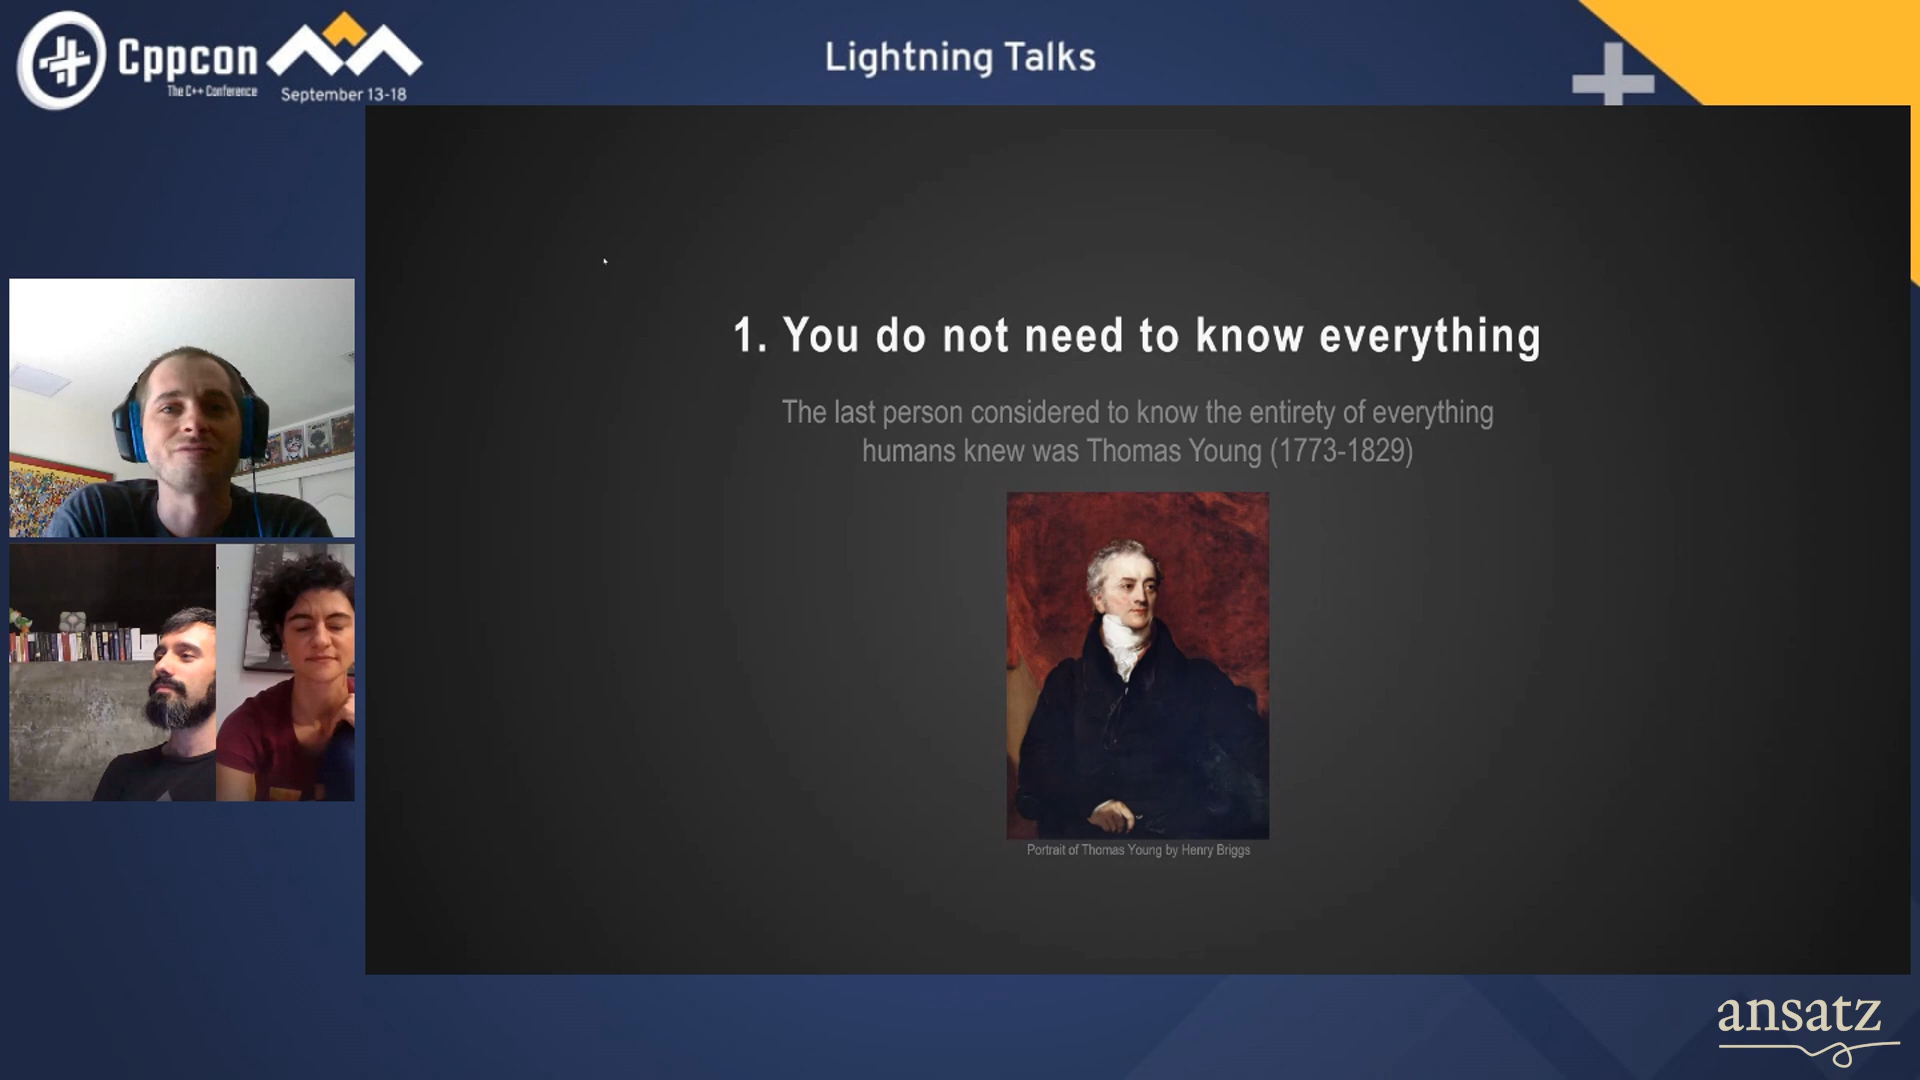 Cppcon
The C++ Conference
September 13-18
Lightning Talks
1. You do not need to know everything
The last person considered to know the entirety of everything
humans knew was Thomas Young (1773-1829)
Portrait of Thomas Young by Henry Briggs
ansatz